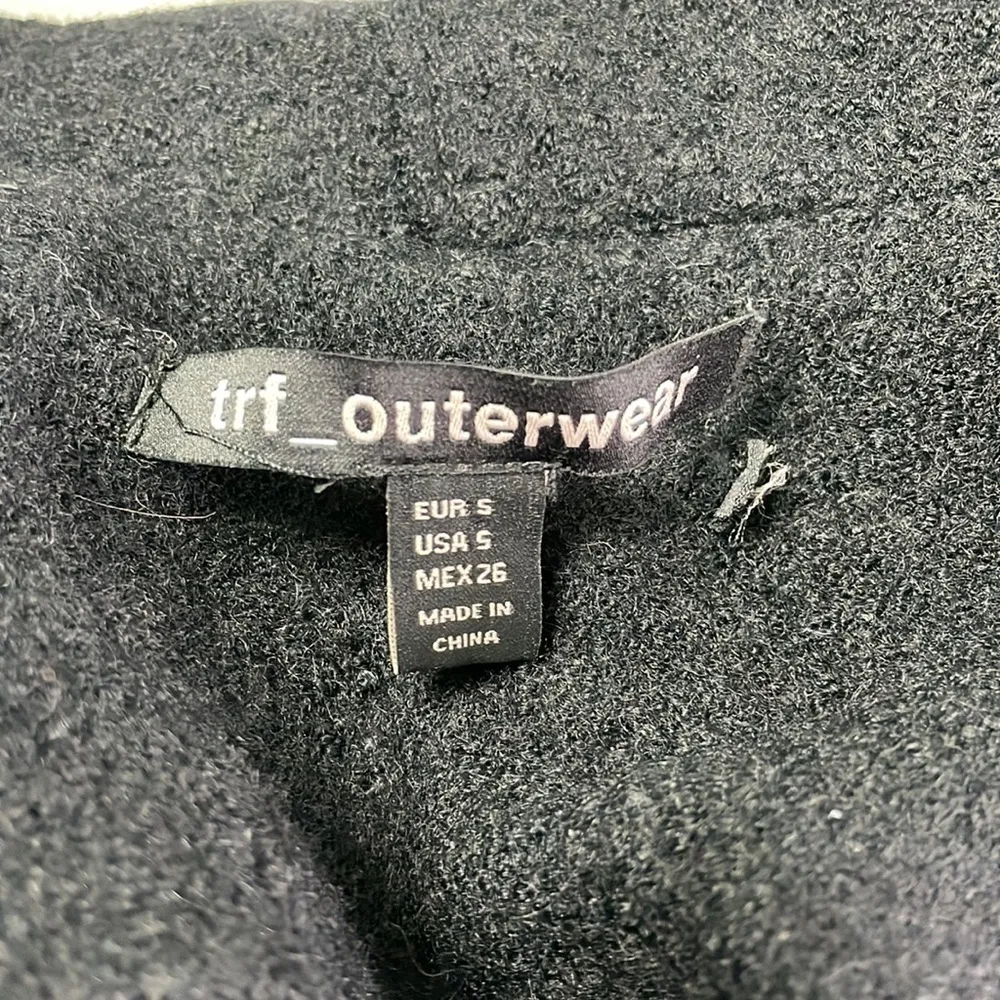 trf_outerwear
EUR S
USA S
MEX 26
MADE IN
CHINA